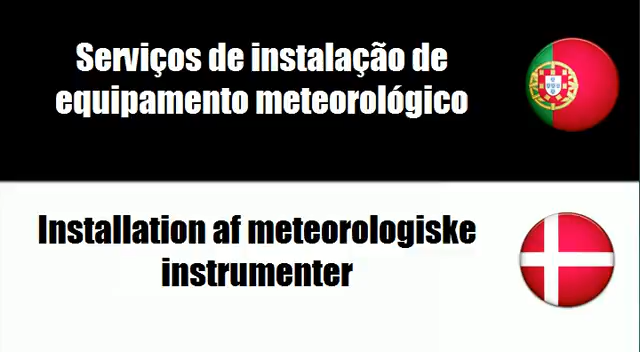 Serviços de instalação de
equipamento meteorológico
Installation af meteorologiske
instrumenter